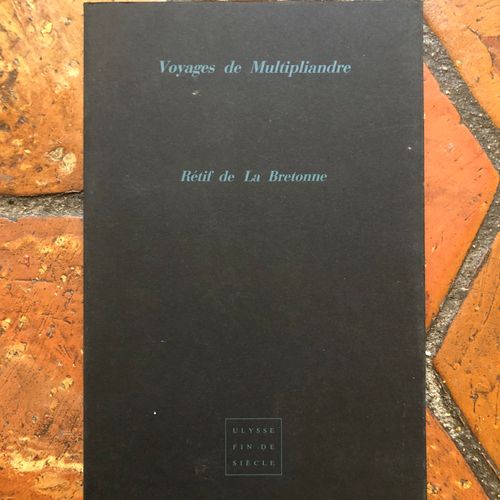 Voyages de Multipliandre
Rétif de La Bretonne
ULYSSE
FIN DE
SIÈCLE